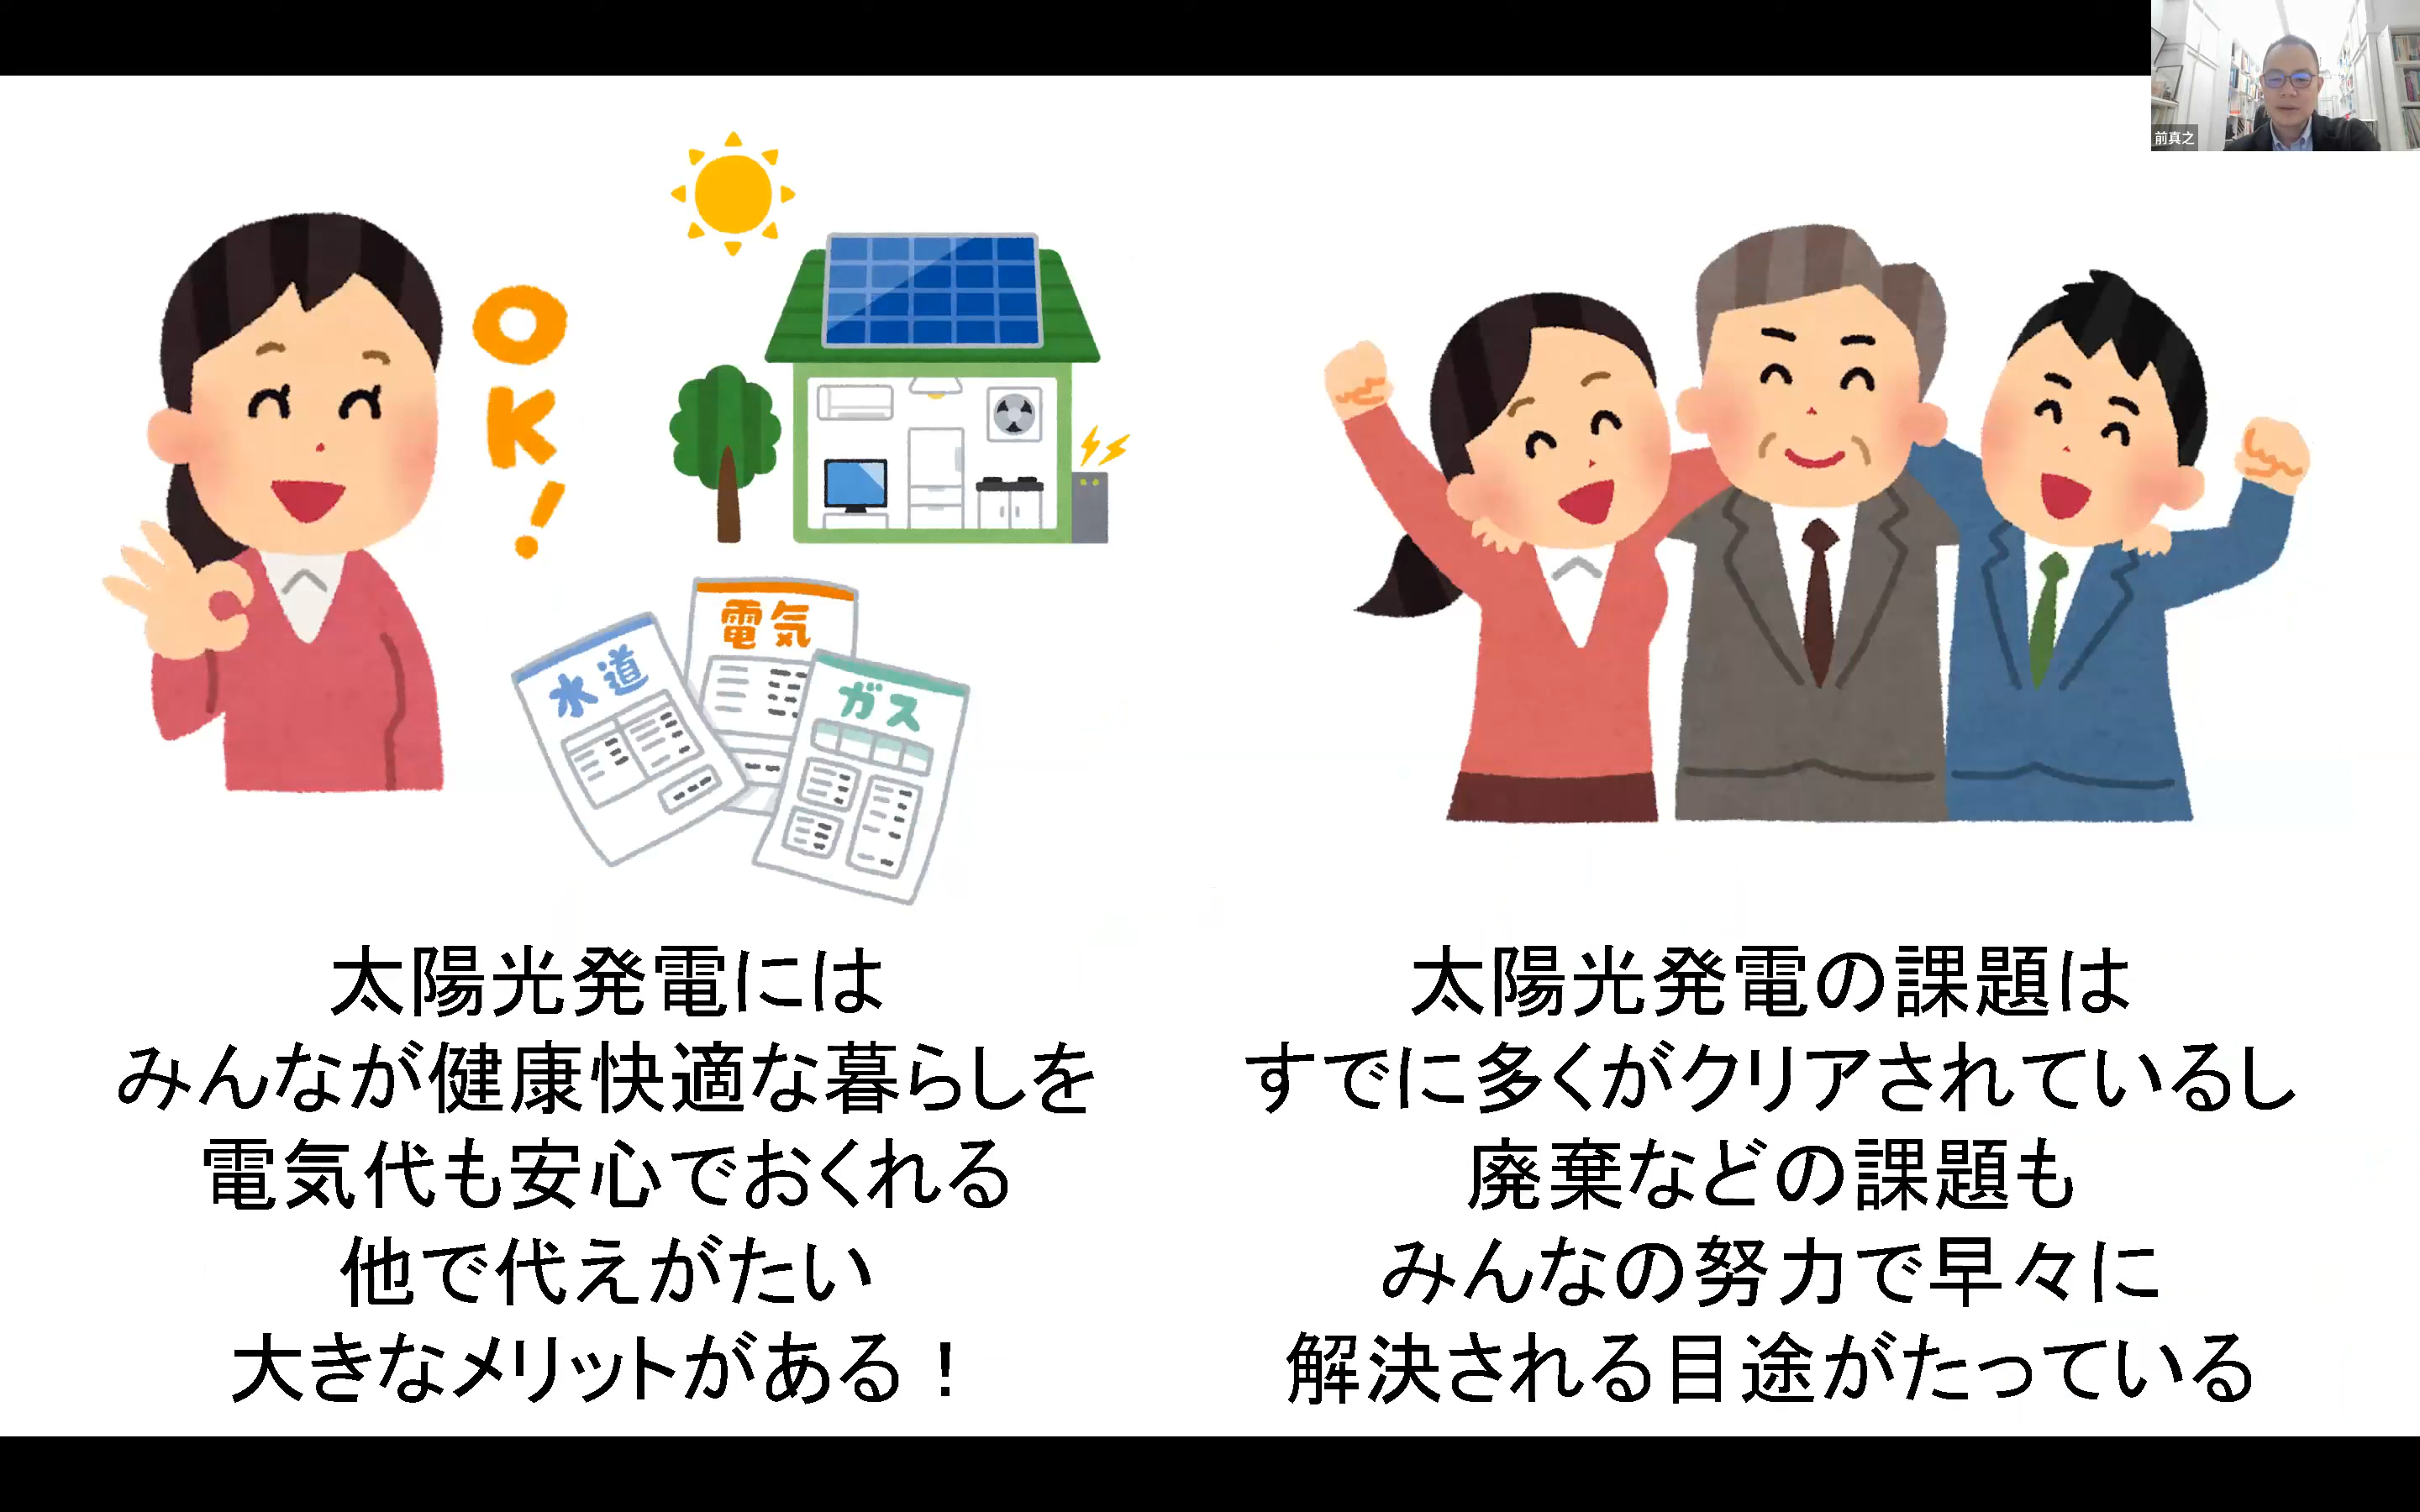 前真之
OK!
電気
水道
ガス
太陽光発電には
みんなが健康快適な暮らしを
電気代も安心でおくれる
他で代えがたい
大きなメリットがある！
太陽光発電の課題は
すでに多くがクリアされているし
廃棄などの課題も
みんなの努力で早々に
解決される目途がたっている